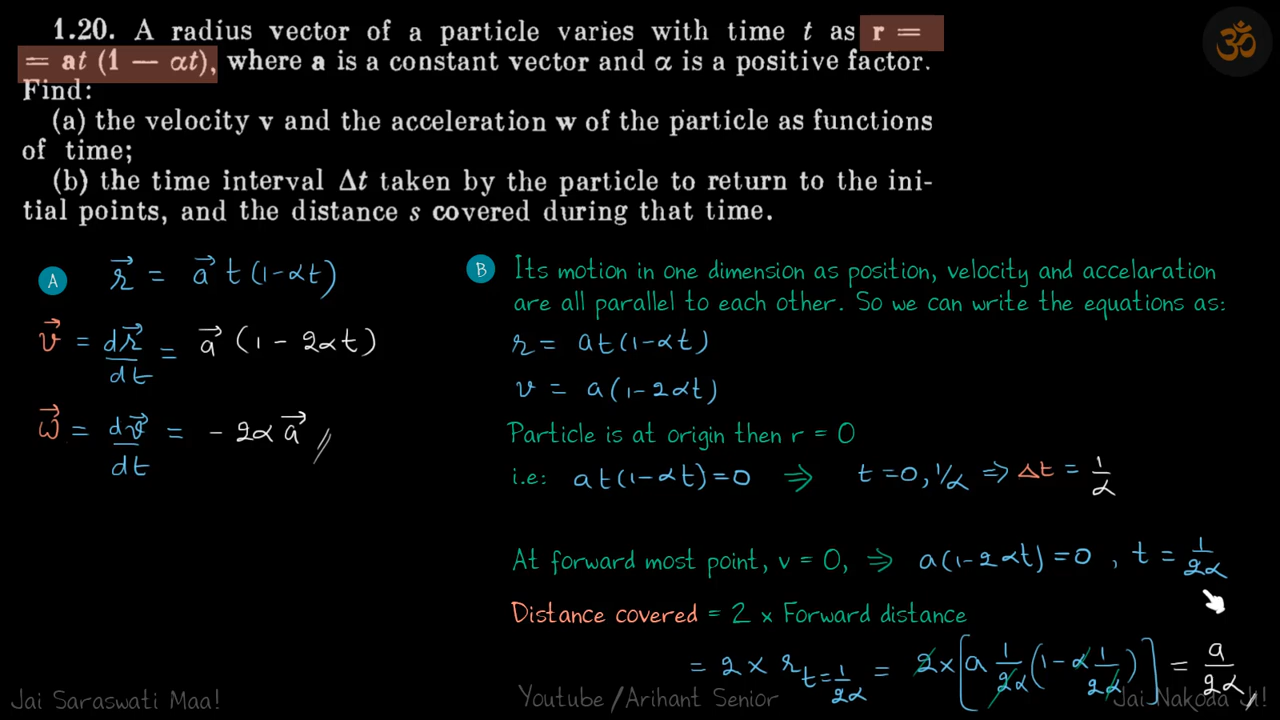 1.20. A radius vector of a particle varies with time t as r =
= at (1 — αt), where a is a constant vector and α is a positive factor.
Find:
(a) the velocity v and the acceleration w of the particle as functions
of time;
(b) the time interval Δt taken by the particle to return to the ini-
tial points, and the distance s covered during that time.
ॐ
A r⃗ = a⃗ t (1-αt)
v⃗ = dr⃗/dt = a⃗ (1 - 2αt)
ω⃗ = dv⃗/dt = - 2α a⃗ //
B Its motion in one dimension as position, velocity and accelaration
are all parallel to each other. So we can write the equations as:
r = at(1-αt)
v = a(1-2αt)
Particle is at origin then r = 0
i.e: at(1-αt)=0 ⇒ t=0, 1/α ⇒ Δt = 1/α
At forward most point, v = 0, ⇒ a(1-2αt)=0, t = 1/2α
Distance covered = 2 x Forward distance
= 2 × r t=1/2α = 2×[a 1/2α (1-α 1/2α)] = a/2α //
Jai Saraswati Maa!
Youtube /Arihant Senior
Jai Nakoda Ji!